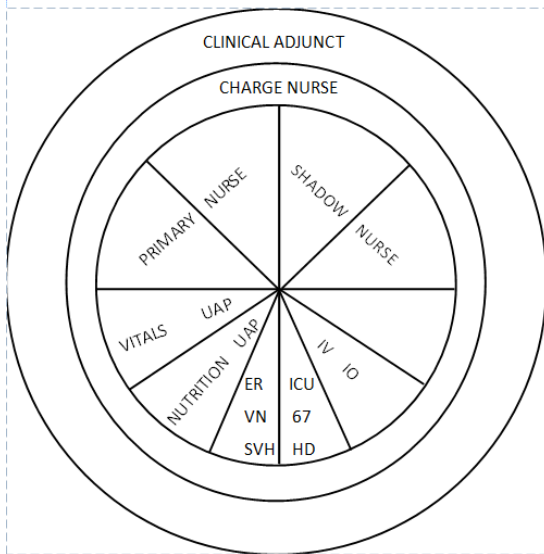 CLINICAL ADJUNCT
CHARGE NURSE
PRIMARY NURSE
SHADOW NURSE
VITALS UAP
NUTRITION UAP
ER
VN
SVH
ICU
67
HD
IV IO